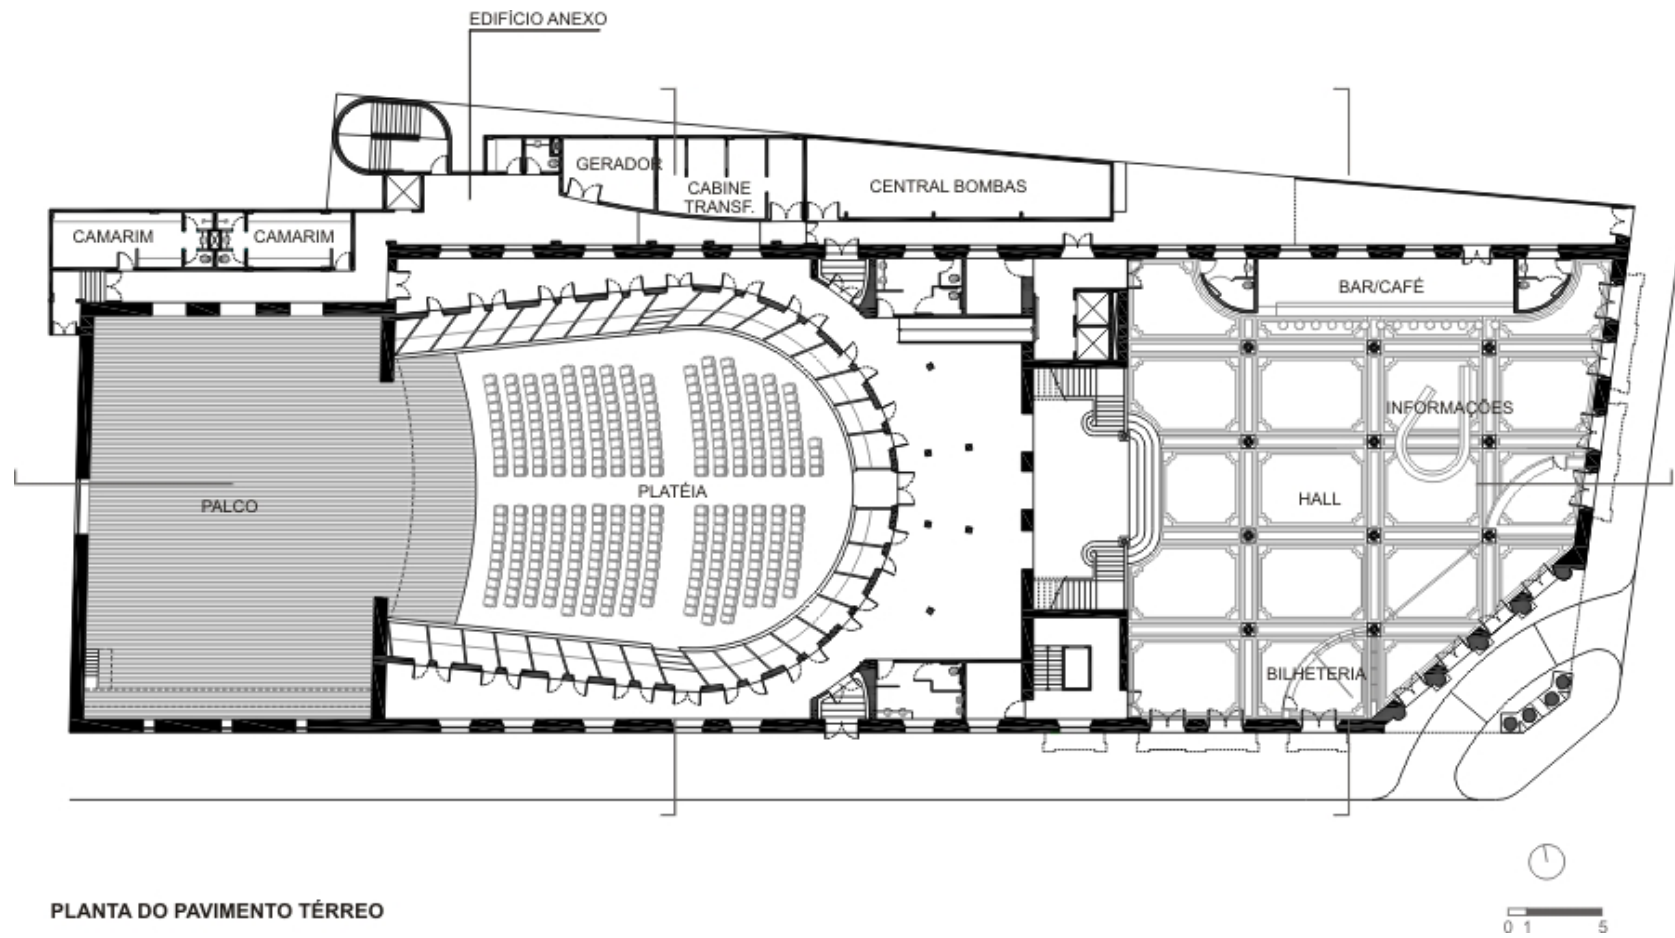 EDIFÍCIO ANEXO
GERADOR
CABINE
TRANSF.
CENTRAL BOMBAS
CAMARIM
CAMARIM
BAR/CAFÉ
INFORMAÇÕES
PLATÉIA
HALL
PALCO
BILHETERIA
PLANTA DO PAVIMENTO TÉRREO
0 1 5